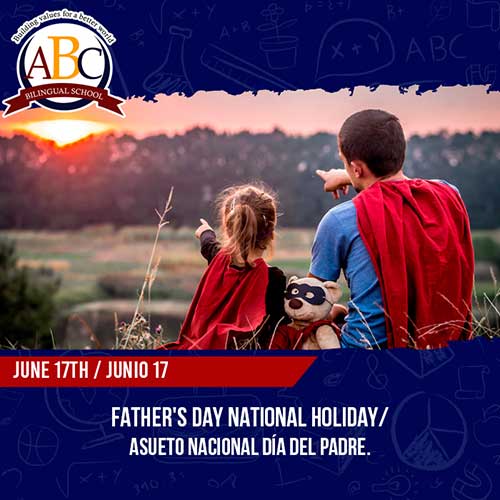 Building values for a better world
ABC
BILINGUAL SCHOOL
x+y
ABC
JUNE 17TH / JUNIO 17
FATHER'S DAY NATIONAL HOLIDAY/
ASUETO NACIONAL DÍA DEL PADRE.